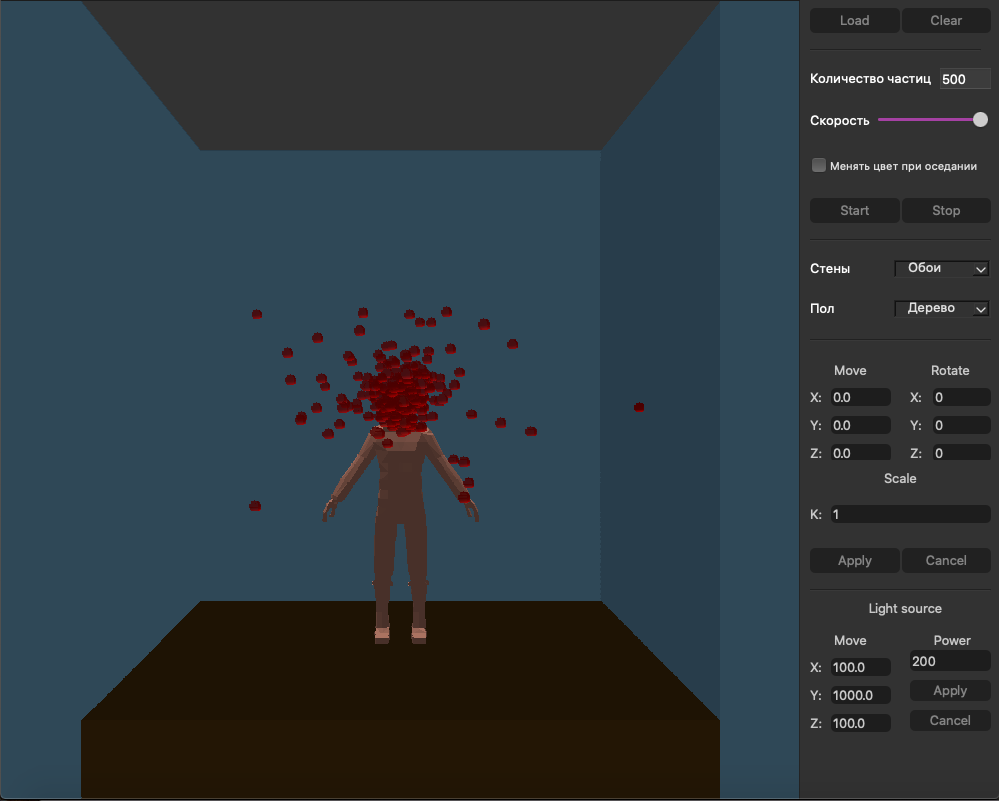 Load Clear
Количество частиц 500
Скорость
Менять цвет при оседании
Start Stop
Стены Обои
Пол Дерево
Move Rotate
X: 0.0 X: 0
Y: 0.0 Y: 0
Z: 0.0 Z: 0
Scale
K: 1
Apply Cancel
Light source
Move Power
X: 100.0 200
Y: 1000.0 Apply
Z: 100.0 Cancel